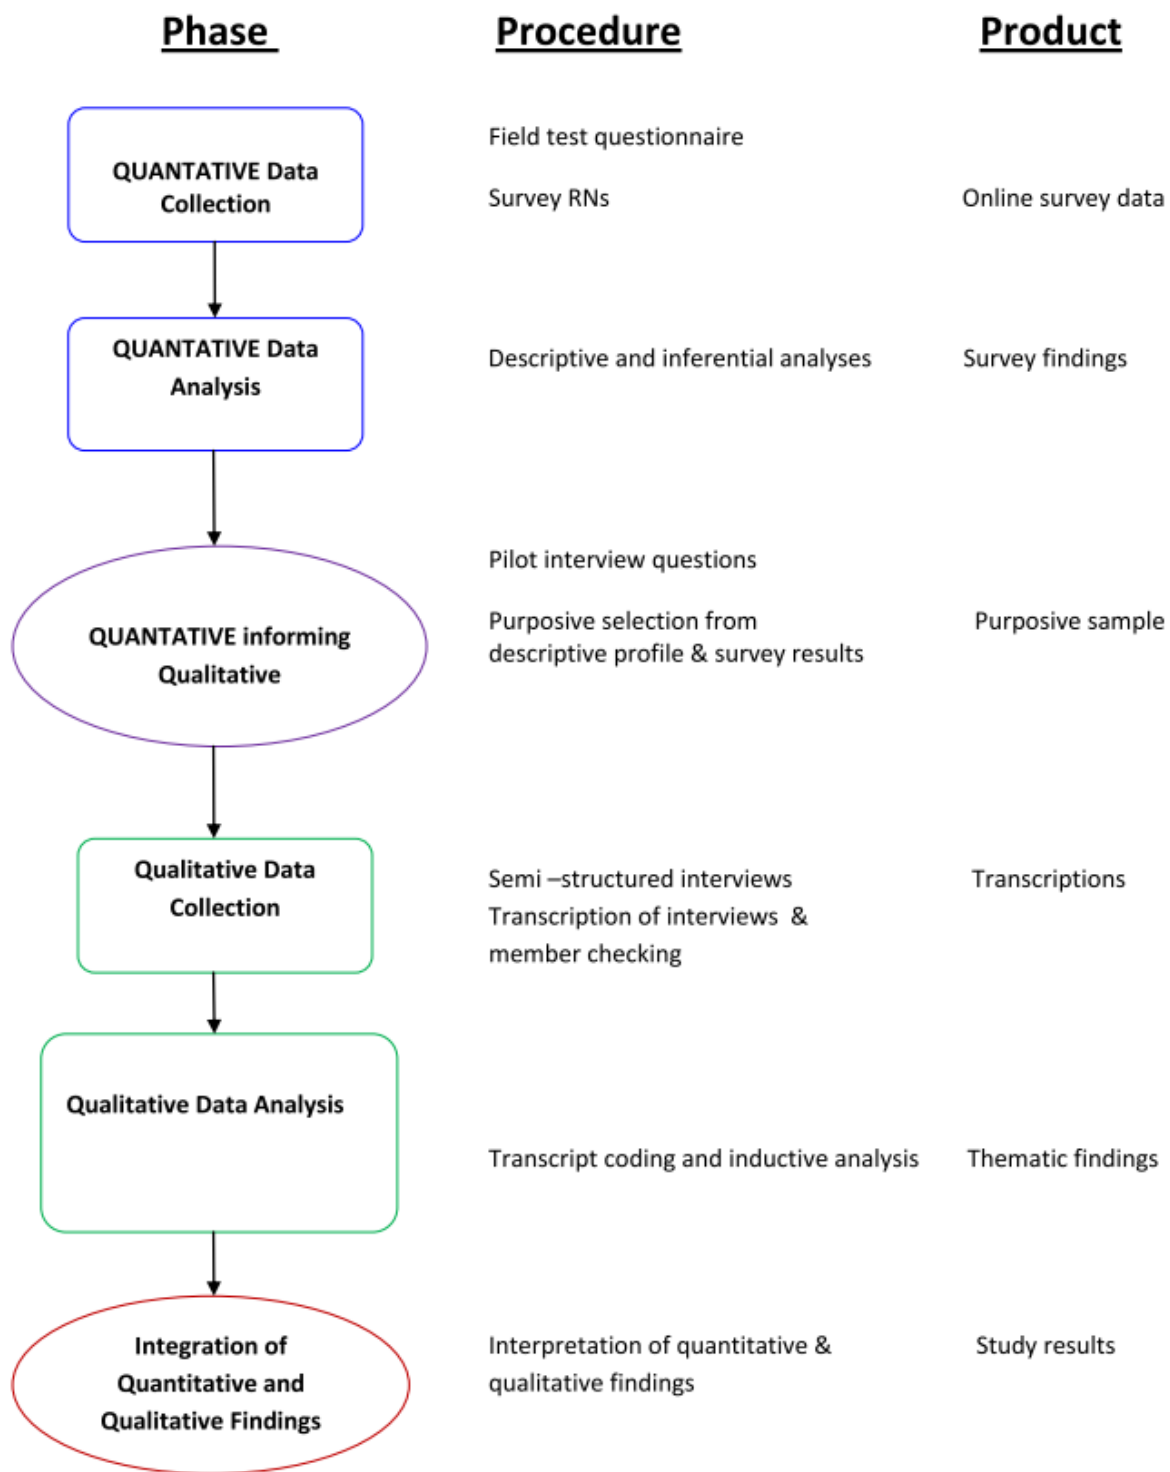 Phase Procedure Product
QUANTATIVE Data
Collection
Field test questionnaire
Survey RNs
Online survey data
QUANTATIVE Data
Analysis
Descriptive and inferential analyses
Survey findings
QUANTATIVE informing
Qualitative
Pilot interview questions
Purposive selection from
descriptive profile & survey results
Purposive sample
Qualitative Data
Collection
Semi –structured interviews
Transcription of interviews &
member checking
Transcriptions
Qualitative Data Analysis
Transcript coding and inductive analysis
Thematic findings
Integration of
Quantitative and
Qualitative Findings
Interpretation of quantitative &
qualitative findings
Study results